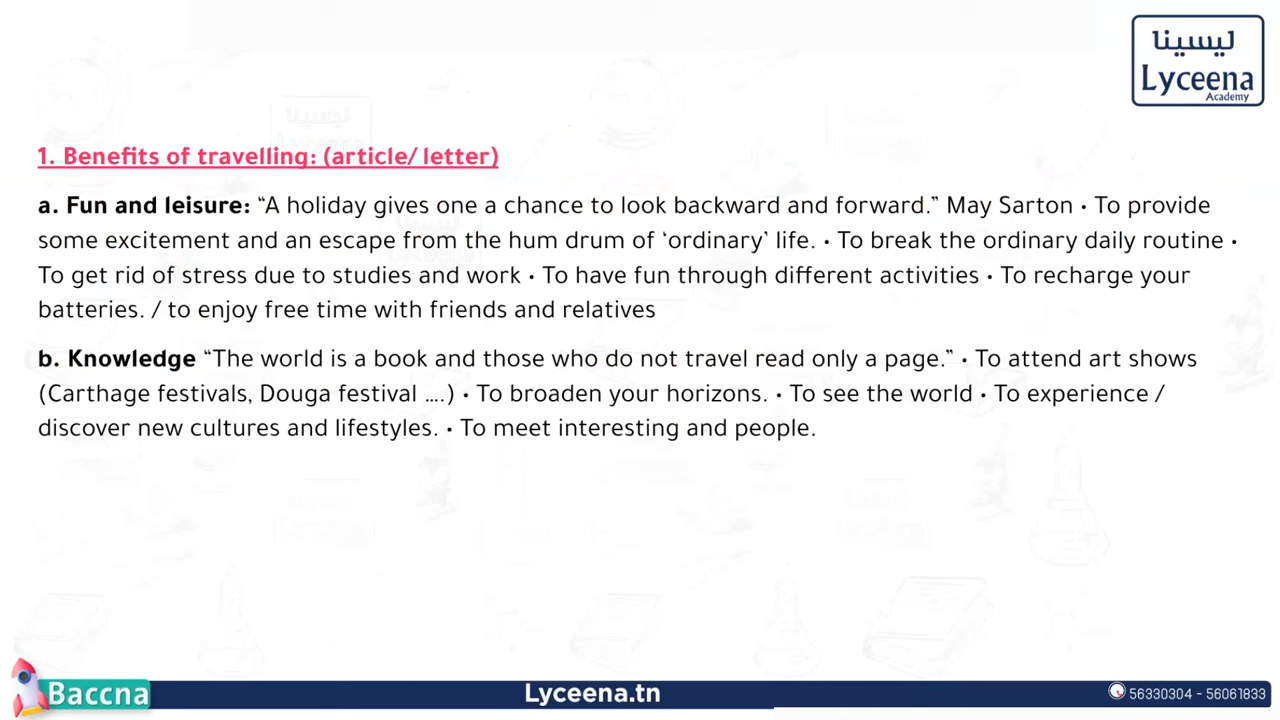 ليسينا
Lyceena
Academy
1. Benefits of travelling: (article/ letter)
a. Fun and leisure: “A holiday gives one a chance to look backward and forward.” May Sarton • To provide
some excitement and an escape from the hum drum of ‘ordinary’ life. • To break the ordinary daily routine •
To get rid of stress due to studies and work • To have fun through different activities • To recharge your
batteries. / to enjoy free time with friends and relatives
b. Knowledge “The world is a book and those who do not travel read only a page.” • To attend art shows
(Carthage festivals, Douga festival ….) • To broaden your horizons. • To see the world • To experience /
discover new cultures and lifestyles. • To meet interesting and people.
Baccna
Lyceena.tn
56330304 - 56061833